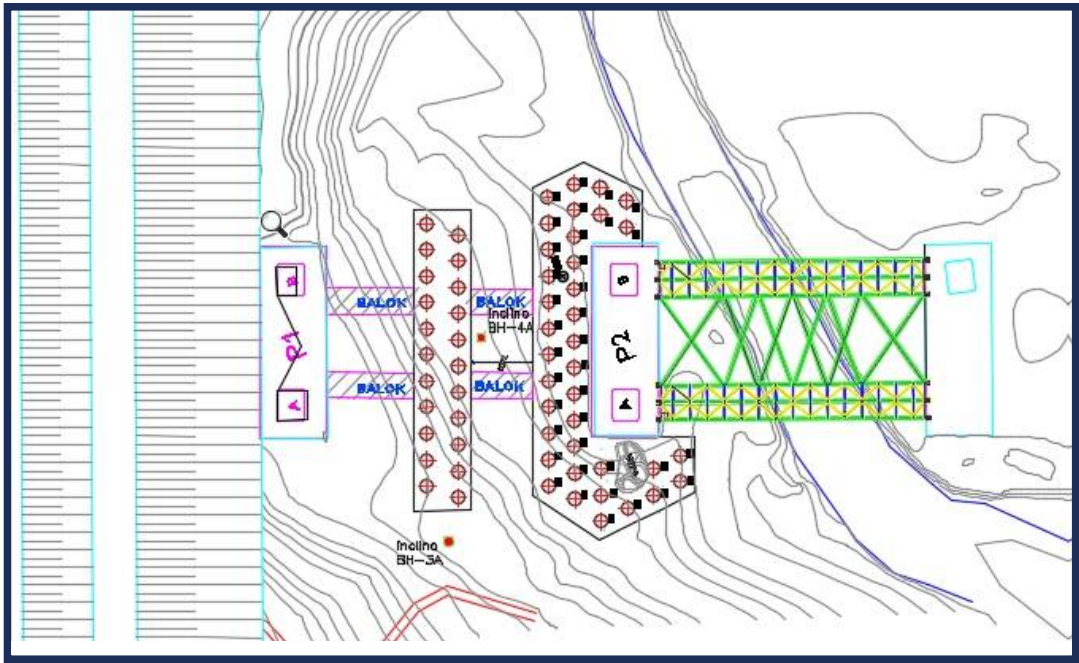 B
P1
A
BALOK
BALOK
BALOK
BALOK
Inclino
BH-4A
Inclino
BH-3A
B
P2
A